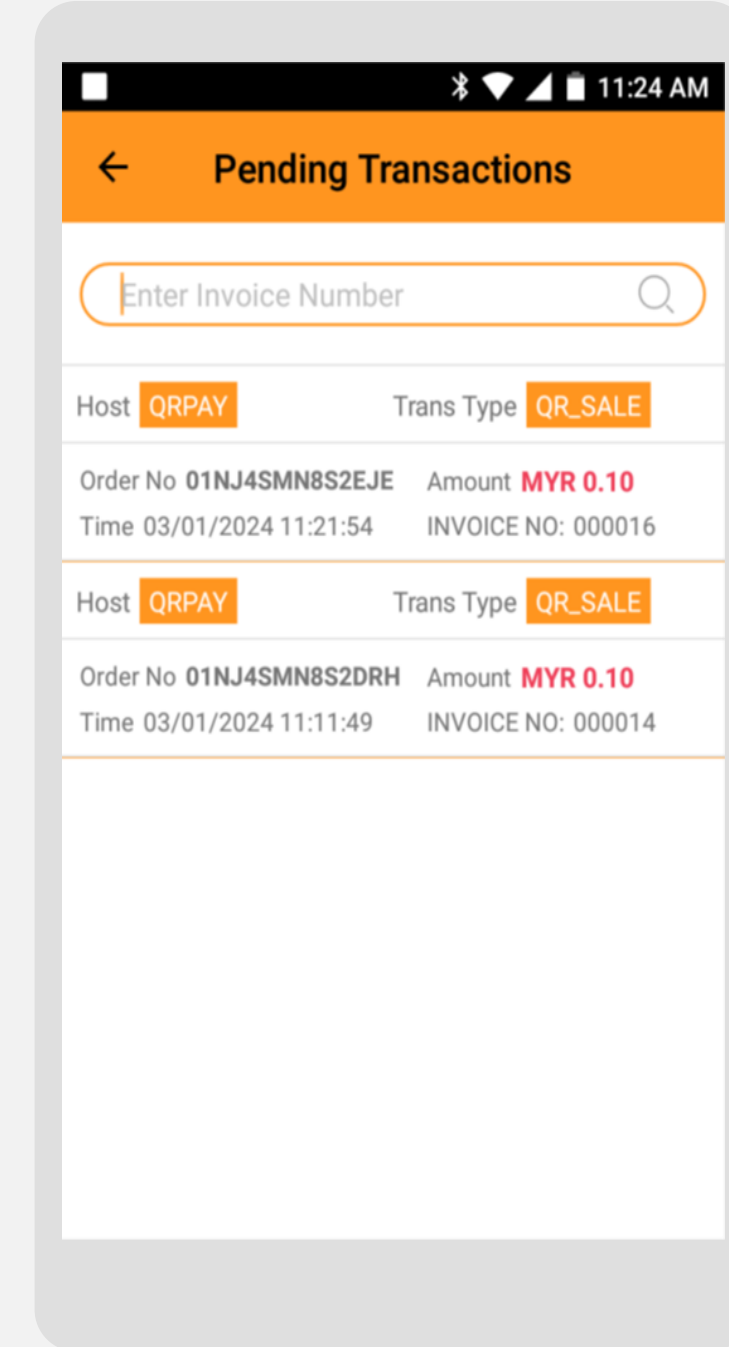 11:24 AM
Pending Transactions
Enter Invoice Number
Host QRPAY Trans Type QR_SALE
Order No 01NJ4SMN8S2EJE Amount MYR 0.10
Time 03/01/2024 11:21:54 INVOICE NO: 000016
Host QRPAY Trans Type QR_SALE
Order No 01NJ4SMN8S2DRH Amount MYR 0.10
Time 03/01/2024 11:11:49 INVOICE NO: 000014